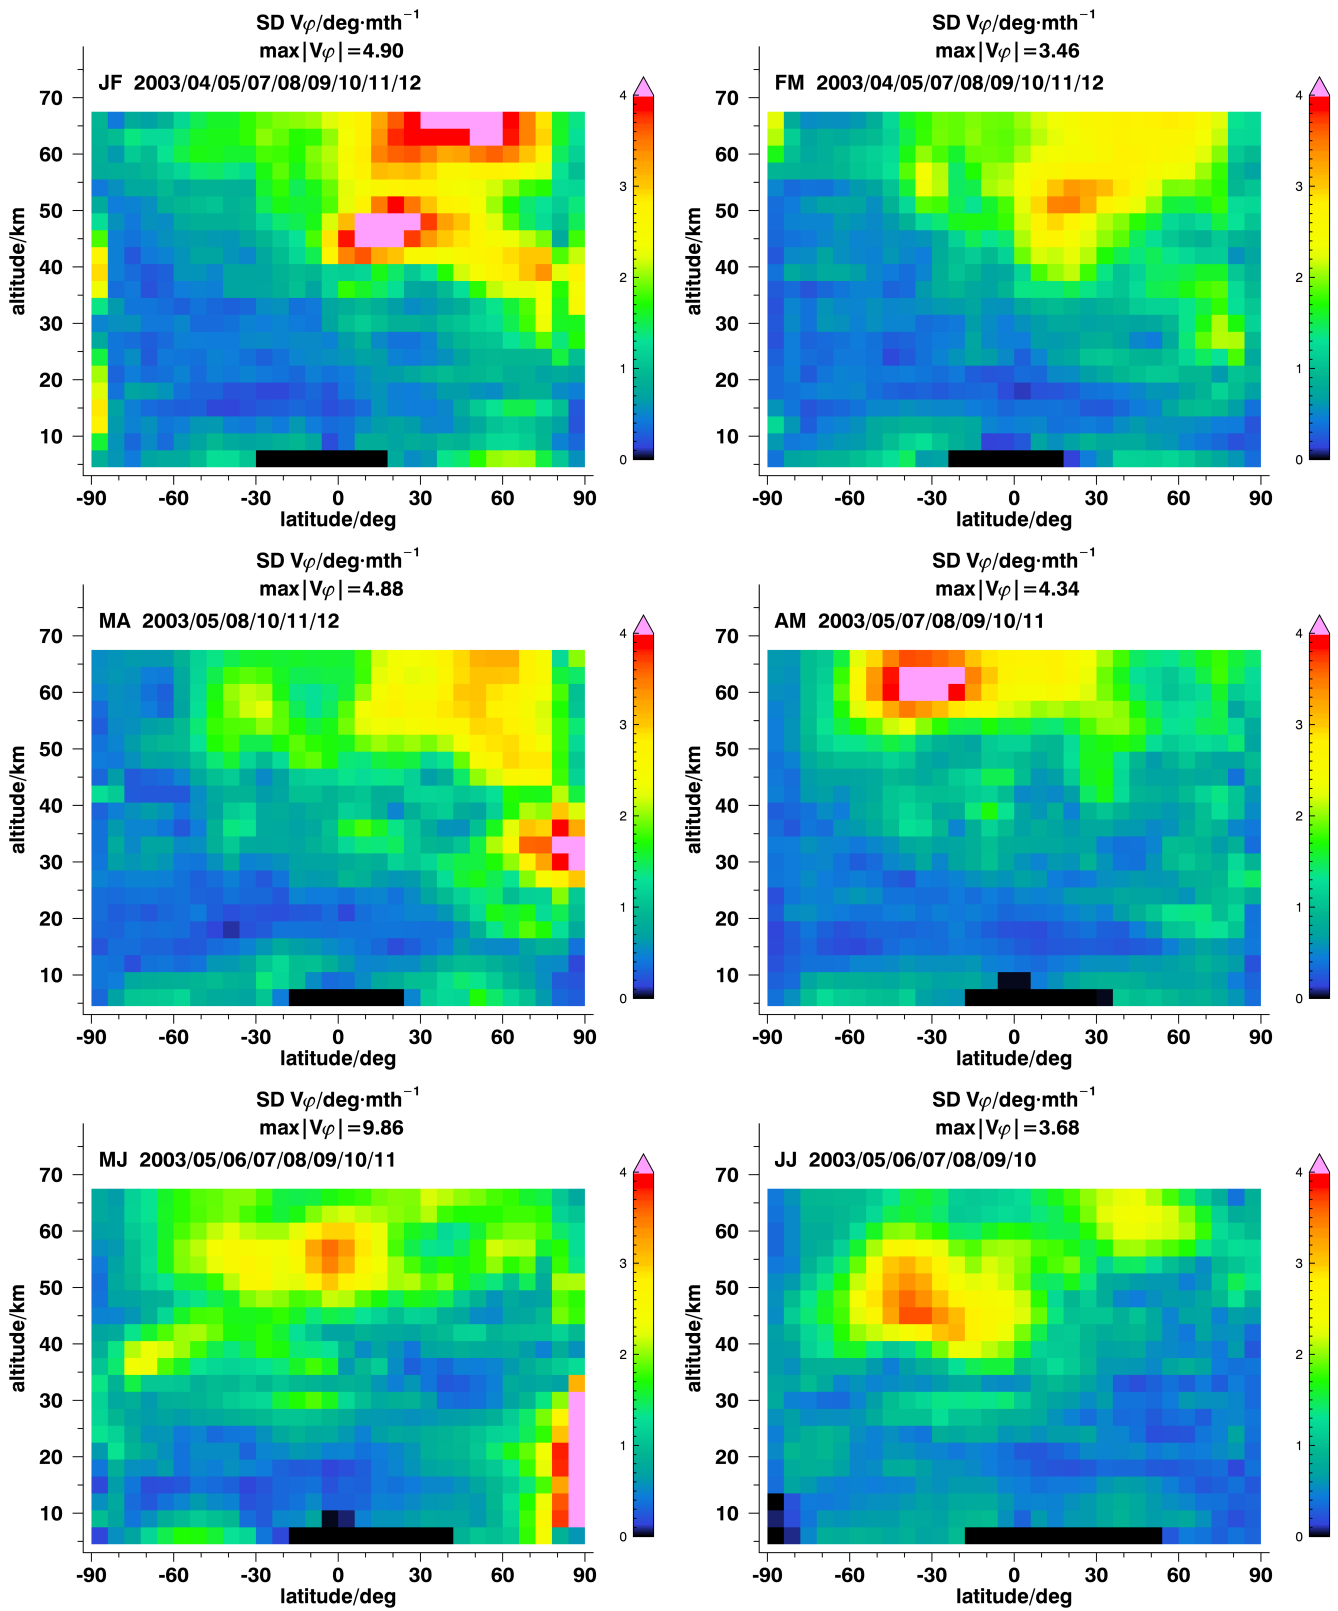 SD Vφ/deg·mth⁻¹
max|Vφ|=4.90
JF 2003/04/05/07/08/09/10/11/12
altitude/km
70
60
50
40
30
20
10
-90 -60 -30 0 30 60 90
latitude/deg
4
3
2
1
0
SD Vφ/deg·mth⁻¹
max|Vφ|=3.46
FM 2003/04/05/07/08/09/10/11/12
altitude/km
70
60
50
40
30
20
10
-90 -60 -30 0 30 60 90
latitude/deg
4
3
2
1
0
SD Vφ/deg·mth⁻¹
max|Vφ|=4.88
MA 2003/05/08/10/11/12
altitude/km
70
60
50
40
30
20
10
-90 -60 -30 0 30 60 90
latitude/deg
4
3
2
1
0
SD Vφ/deg·mth⁻¹
max|Vφ|=4.34
AM 2003/05/07/08/09/10/11
altitude/km
70
60
50
40
30
20
10
-90 -60 -30 0 30 60 90
latitude/deg
4
3
2
1
0
SD Vφ/deg·mth⁻¹
max|Vφ|=9.86
MJ 2003/05/06/07/08/09/10/11
altitude/km
70
60
50
40
30
20
10
-90 -60 -30 0 30 60 90
latitude/deg
4
3
2
1
0
SD Vφ/deg·mth⁻¹
max|Vφ|=3.68
JJ 2003/05/06/07/08/09/10
altitude/km
70
60
50
40
30
20
10
-90 -60 -30 0 30 60 90
latitude/deg
4
3
2
1
0